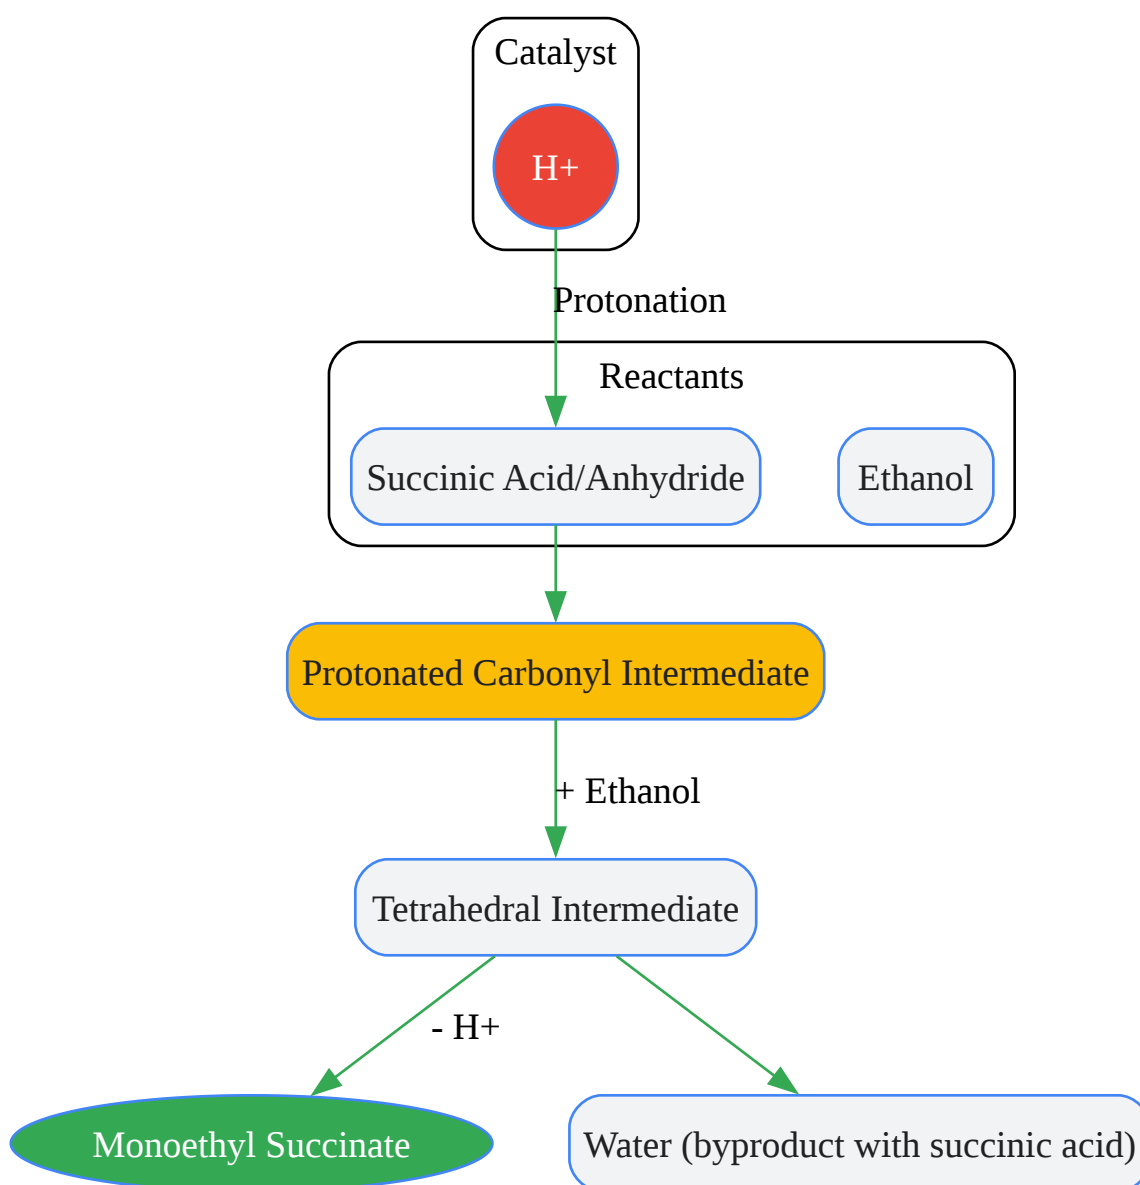 Catalyst
H+
Protonation
Reactants
Succinic Acid/Anhydride
Ethanol
Protonated Carbonyl Intermediate
+ Ethanol
Tetrahedral Intermediate
- H+
Monoethyl Succinate
Water (byproduct with succinic acid)